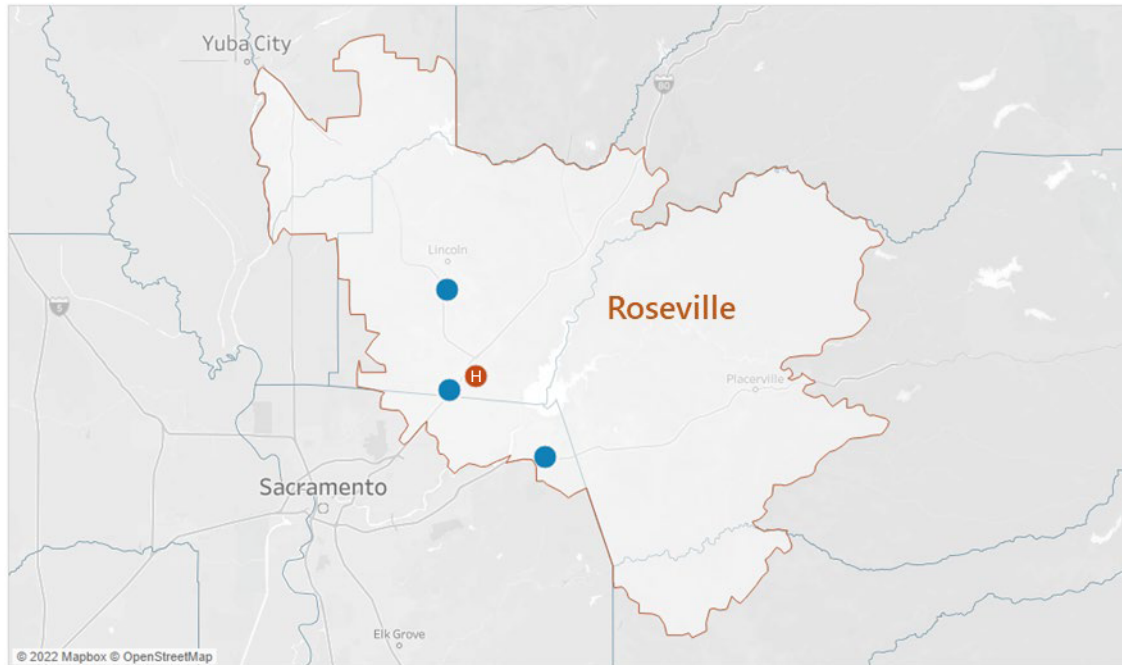 Yuba City
80
Lincoln
5
Roseville
H
Placerville
Sacramento
Elk Grove
© 2022 Mapbox © OpenStreetMap